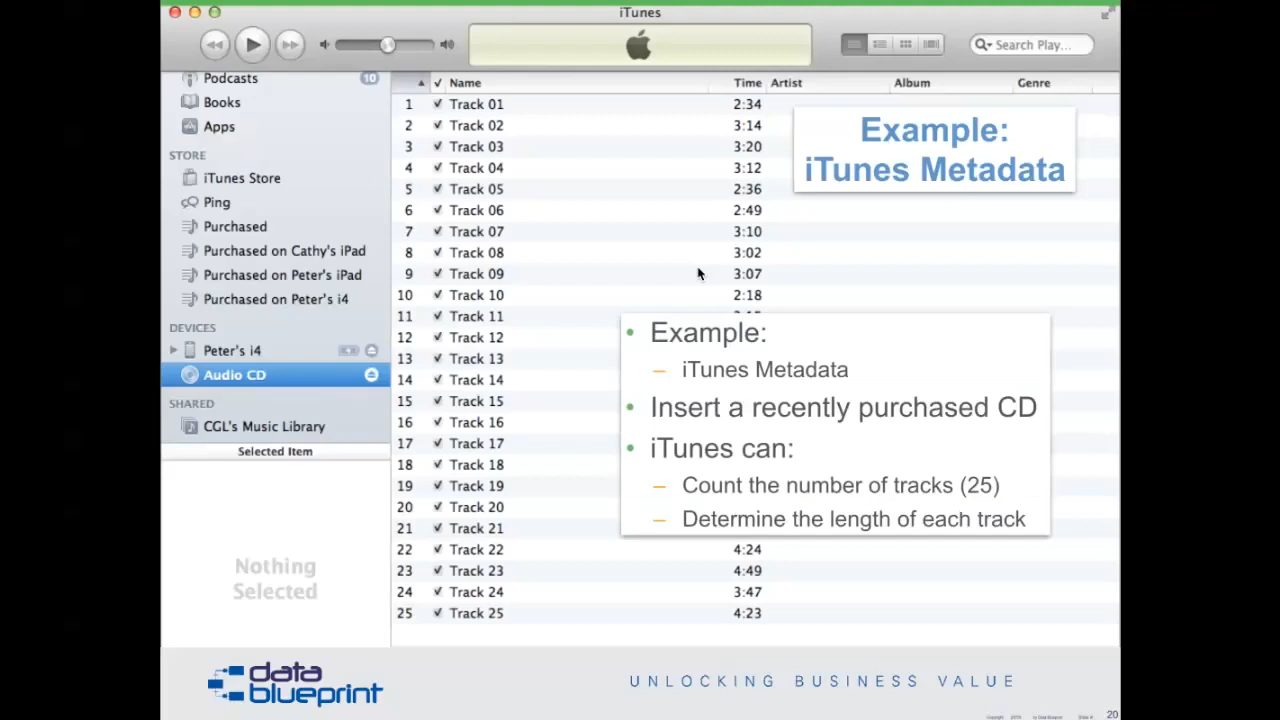 iTunes
Search Play...
Podcasts 10
Books
Apps
STORE
iTunes Store
Ping
Purchased
Purchased on Cathy's iPad
Purchased on Peter's iPad
Purchased on Peter's i4
DEVICES
Peter's i4
Audio CD
SHARED
CGL's Music Library
Selected Item
Nothing
Selected
Name Time Artist Album Genre
1 Track 01 2:34
2 Track 02 3:14
3 Track 03 3:20
4 Track 04 3:12
5 Track 05 2:36
6 Track 06 2:49
7 Track 07 3:10
8 Track 08 3:02
9 Track 09 3:07
10 Track 10 2:18
11 Track 11
12 Track 12
13 Track 13
14 Track 14
15 Track 15
16 Track 16
17 Track 17
18 Track 18
19 Track 19
20 Track 20
21 Track 21
22 Track 22 4:24
23 Track 23 4:49
24 Track 24 3:47
25 Track 25 4:23
Example:
iTunes Metadata
• Example:
– iTunes Metadata
• Insert a recently purchased CD
• iTunes can:
– Count the number of tracks (25)
– Determine the length of each track
data
blueprint
UNLOCKING BUSINESS VALUE
20